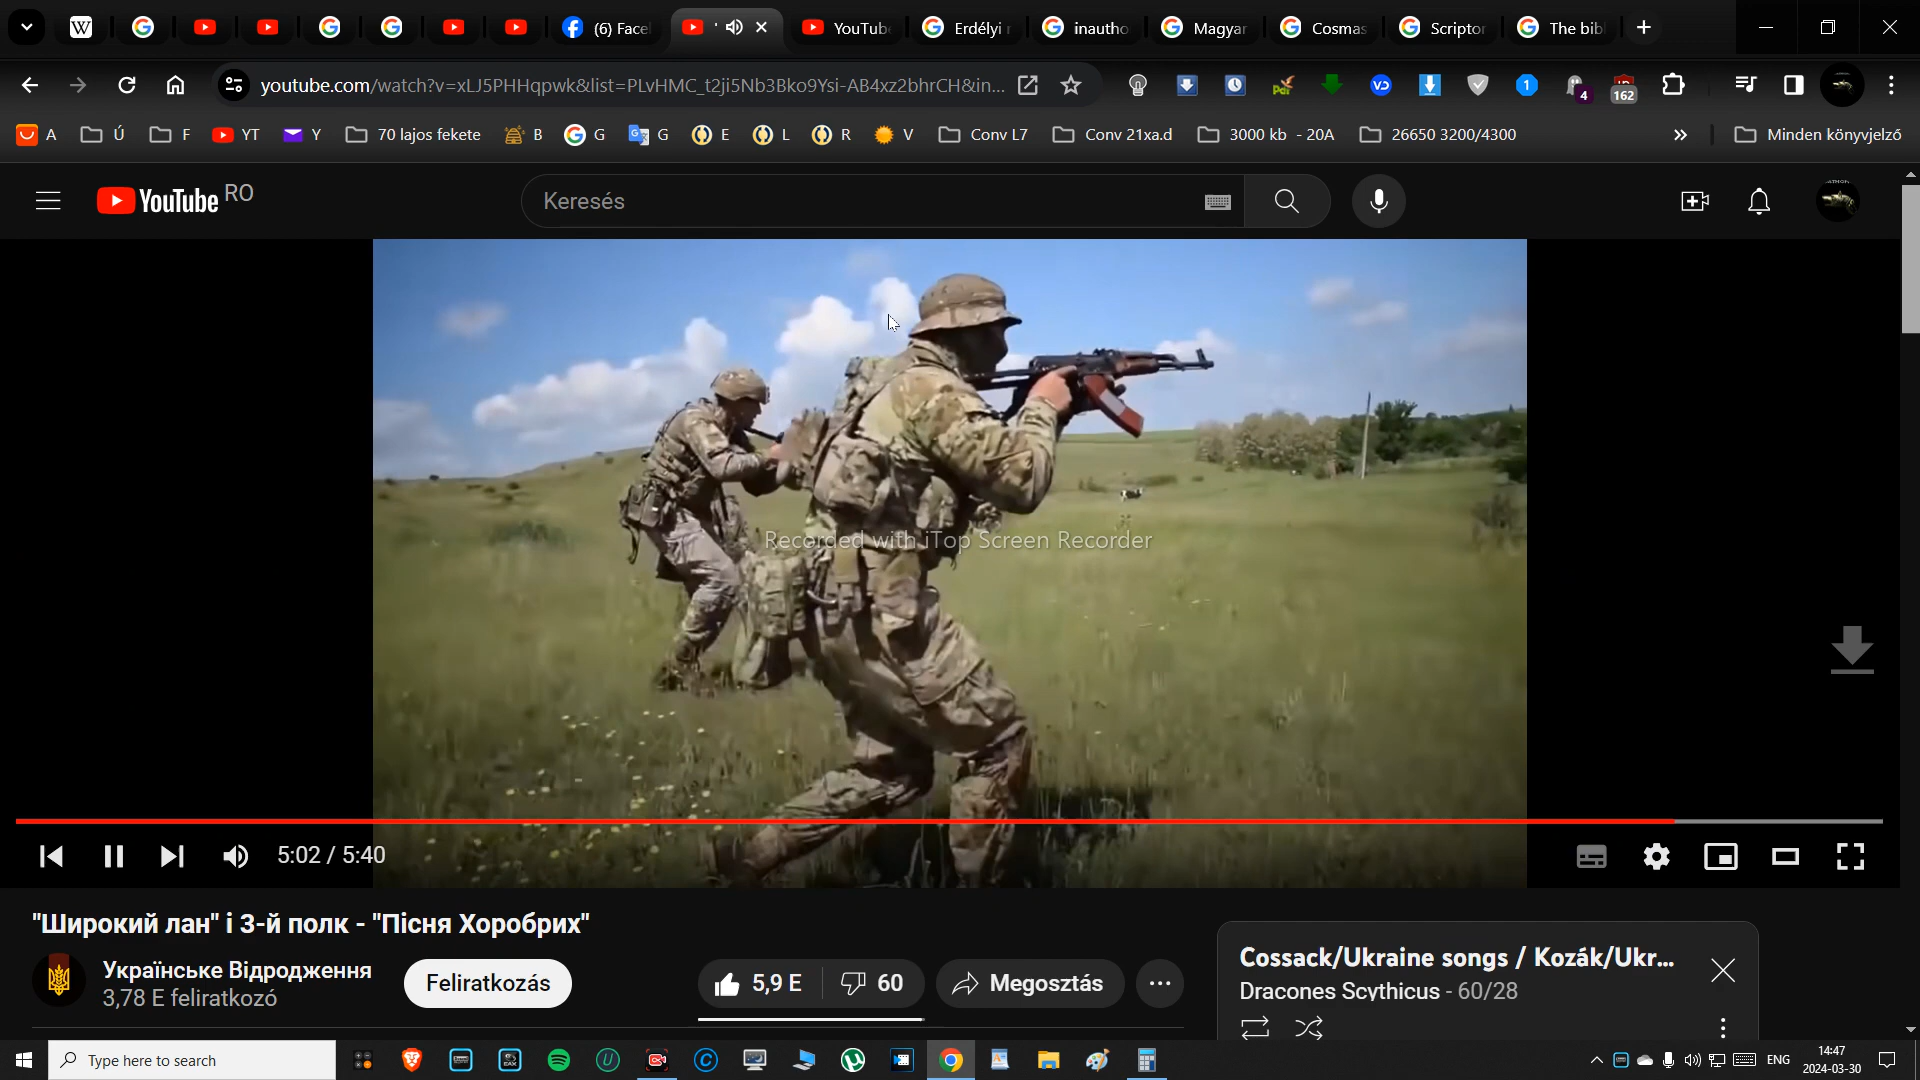 (6) Face
YouTube
Erdélyi
inautho
Magyar
Cosmas
Scriptor
The bib
youtube.com/watch?v=xLJ5PHHqpwk&list=PLvHMC_t2ji5Nb3Bko9Ysi-AB4xz2bhrCH&in...
1
4
162
A
Ú
F
YT
Y
70 lajos fekete
B
G
G
E
L
R
V
Conv L7
Conv 21xa.d
3000 kb - 20A
26650 3200/4300
Minden könyvjelző
YouTube RO
Keresés
Recorded with iTop Screen Recorder
5:02 / 5:40
"Широкий лан" і 3-й полк - "Пісня Хоробрих"
Українське Відродження
3,78 E feliratkozó
Feliratkozás
5,9 E
60
Megosztás
Cossack/Ukraine songs / Kozák/Ukr...
Dracones Scythicus - 60/28
Type here to search
ENG
14:47
2024-03-30